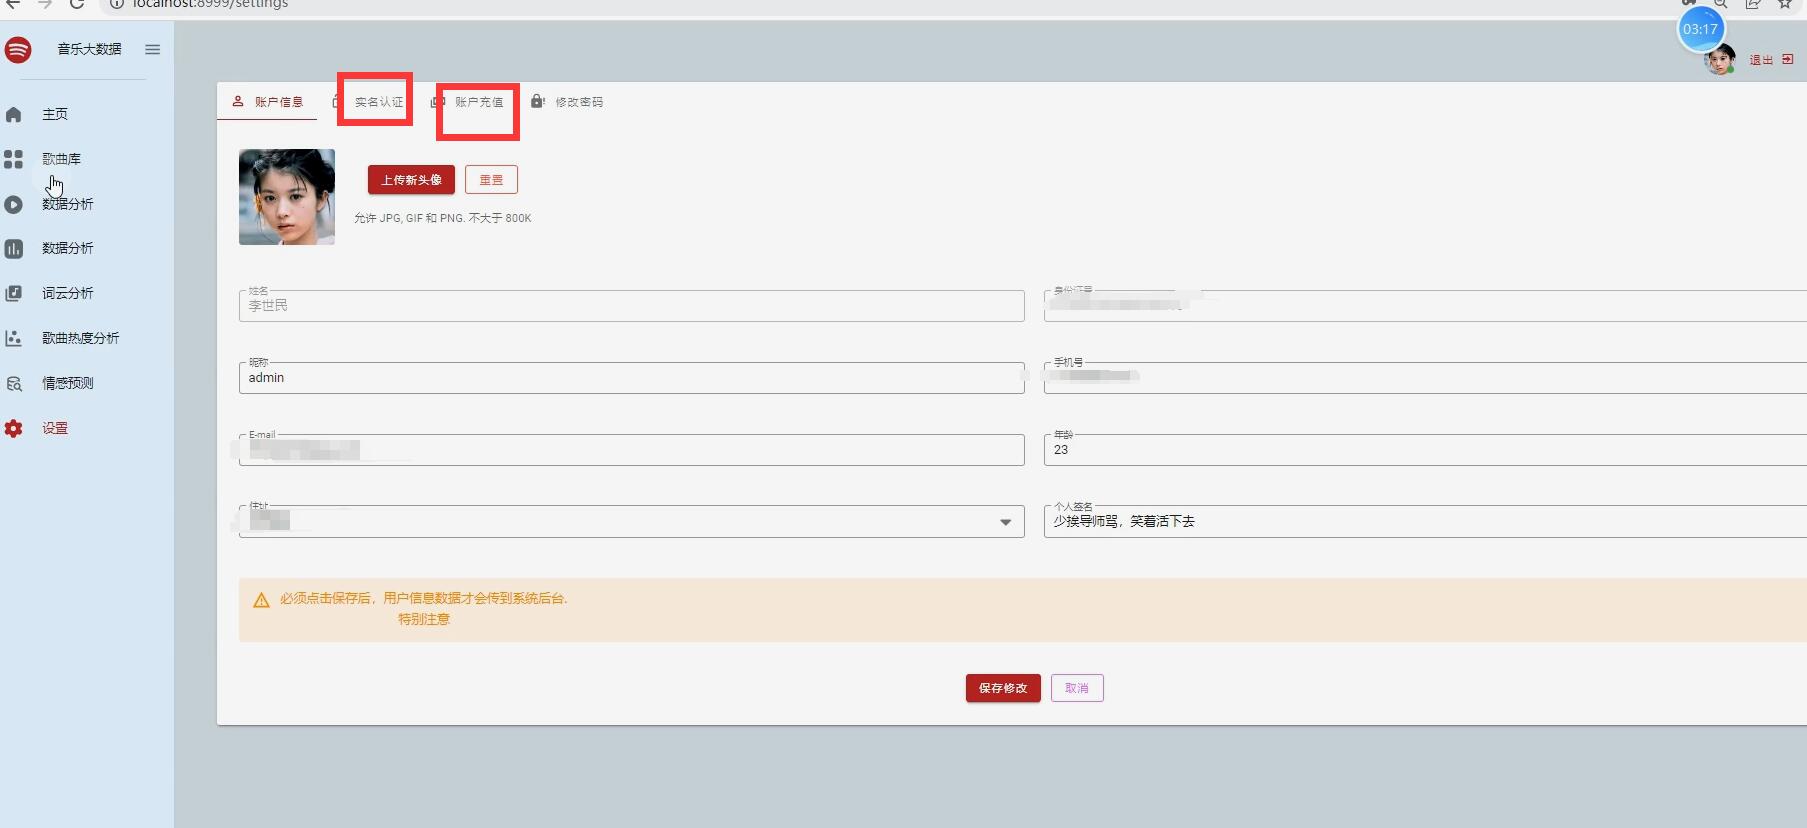 localhost:8999/settings
03:17
音乐大数据
退出
主页
歌曲库
数据分析
数据分析
词云分析
歌曲热度分析
情感预测
设置
账户信息
实名认证
账户充值
修改密码
上传新头像
重置
允许 JPG, GIF 和 PNG. 不大于 800K
姓名
李世民
身份证号
昵称
admin
手机号
E-mail
年龄
23
住址
个人签名
少挨导师骂，笑着活下去
必须点击保存后，用户信息数据才会传到系统后台.
特别注意
保存修改
取消